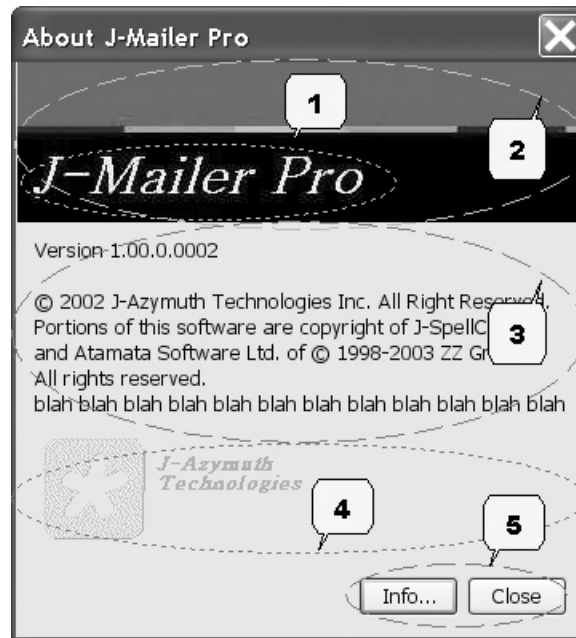 About J-Mailer Pro
1
2
J-Mailer Pro
Version 1.00.0.0002
© 2002 J-Azymuth Technologies Inc. All Right Reserved.
Portions of this software are copyright of J-SpellC
3
and Atamata Software Ltd. of © 1998-2003 ZZ Gr
All rights reserved.
blah blah blah blah blah blah blah blah blah blah blah blah
J-Azymuth
Technologies
4
5
Info...
Close